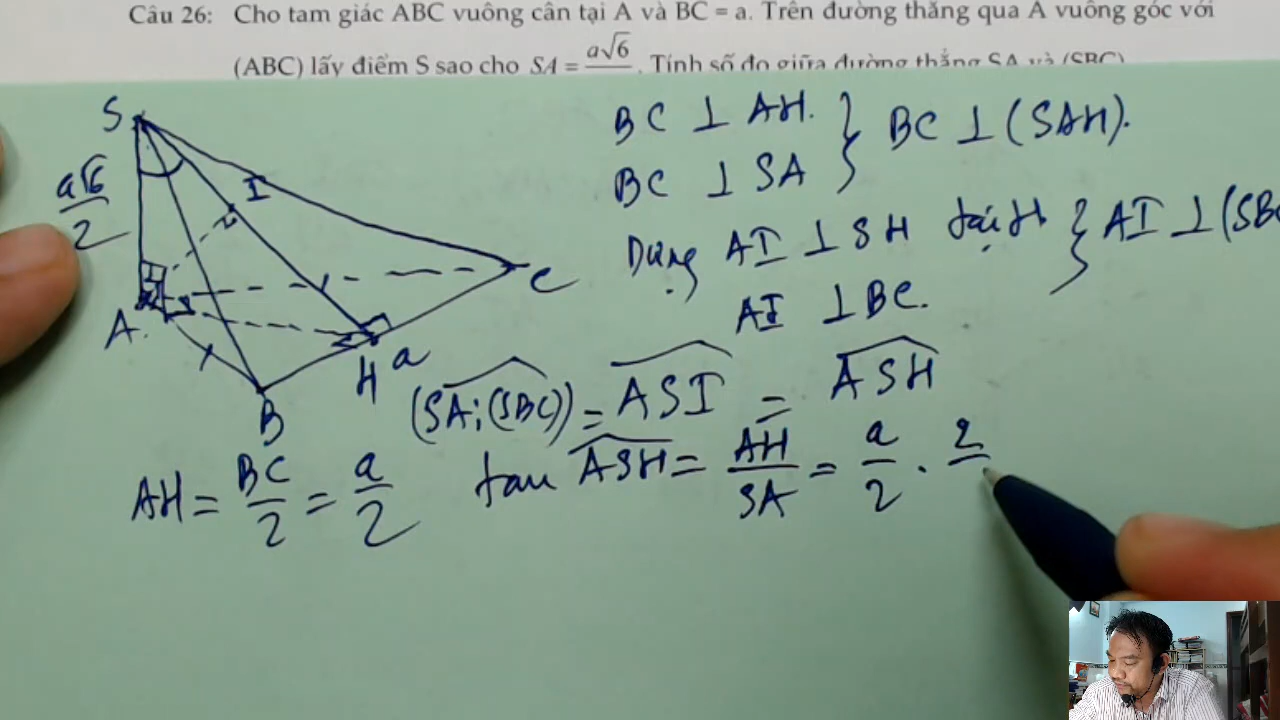 Câu 26: Cho tam giác ABC vuông cân tại A và BC = a. Trên đường thẳng qua A vuông góc với
(ABC) lấy điểm S sao cho SA = a√6 . Tính số đo giữa đường thẳng SA và (SBC)
S
a√6/2
I
A
C
H
a
B
BC ⊥ AH.
BC ⊥ SA } BC ⊥ (SAH).
Dựng AI ⊥ SH tại H
AI ⊥ BC. } AI ⊥ (SBC
(SA;(SBC)) = ASI = ASH
AH = BC/2 = a/2 tan ASH = AH/SA = a/2 . 2